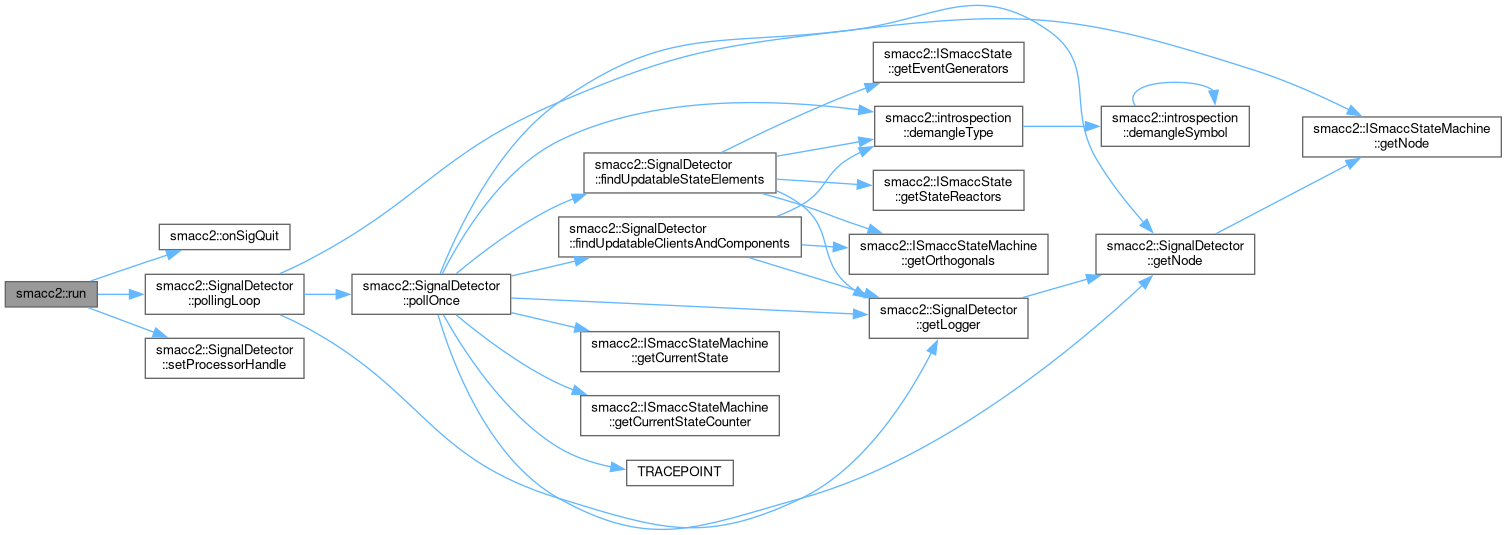 smacc2::run
smacc2::onSigQuit
smacc2::SignalDetector
::pollingLoop
smacc2::SignalDetector
::setProcessorHandle
smacc2::SignalDetector
::pollOnce
smacc2::SignalDetector
::findUpdatableStateElements
smacc2::SignalDetector
::findUpdatableClientsAndComponents
smacc2::ISmaccStateMachine
::getCurrentState
smacc2::ISmaccStateMachine
::getCurrentStateCounter
TRACEPOINT
smacc2::ISmaccState
::getEventGenerators
smacc2::introspection
::demangleType
smacc2::ISmaccState
::getStateReactors
smacc2::ISmaccStateMachine
::getOrthogonals
smacc2::SignalDetector
::getLogger
smacc2::introspection
::demangleSymbol
smacc2::SignalDetector
::getNode
smacc2::ISmaccStateMachine
::getNode